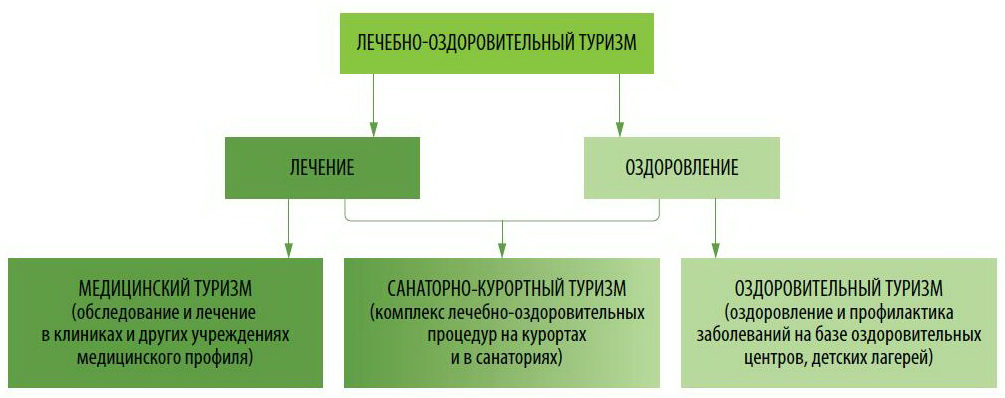 ЛЕЧЕБНО-ОЗДОРОВИТЕЛЬНЫЙ ТУРИЗМ
ЛЕЧЕНИЕ
ОЗДОРОВЛЕНИЕ
МЕДИЦИНСКИЙ ТУРИЗМ
(обследование и лечение
в клиниках и других учреждениях
медицинского профиля)
САНАТОРНО-КУРОРТНЫЙ ТУРИЗМ
(комплекс лечебно-оздоровительных
процедур на курортах
и в санаториях)
ОЗДОРОВИТЕЛЬНЫЙ ТУРИЗМ
(оздоровление и профилактика
заболеваний на базе оздоровительных
центров, детских лагерей)